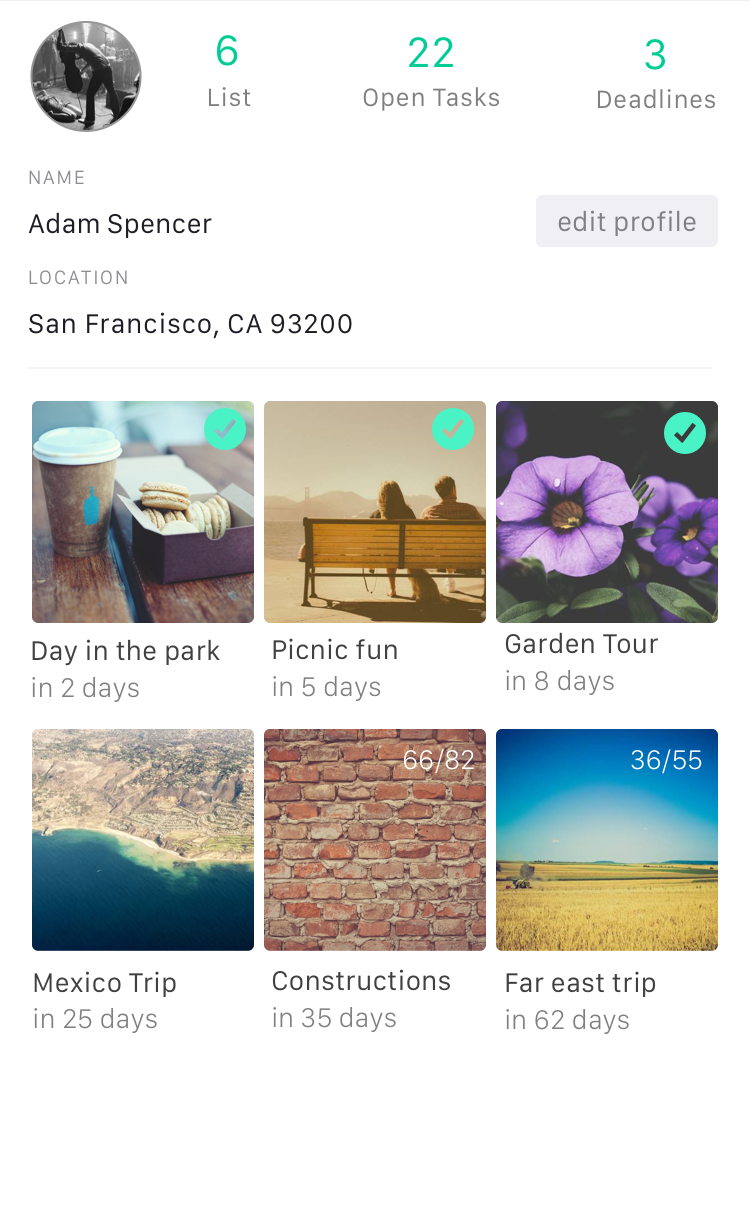 6
List
22
Open Tasks
3
Deadlines
NAME
Adam Spencer
edit profile
LOCATION
San Francisco, CA 93200
Day in the park
in 2 days
Picnic fun
in 5 days
Garden Tour
in 8 days
66/82
36/55
Mexico Trip
in 25 days
Constructions
in 35 days
Far east trip
in 62 days